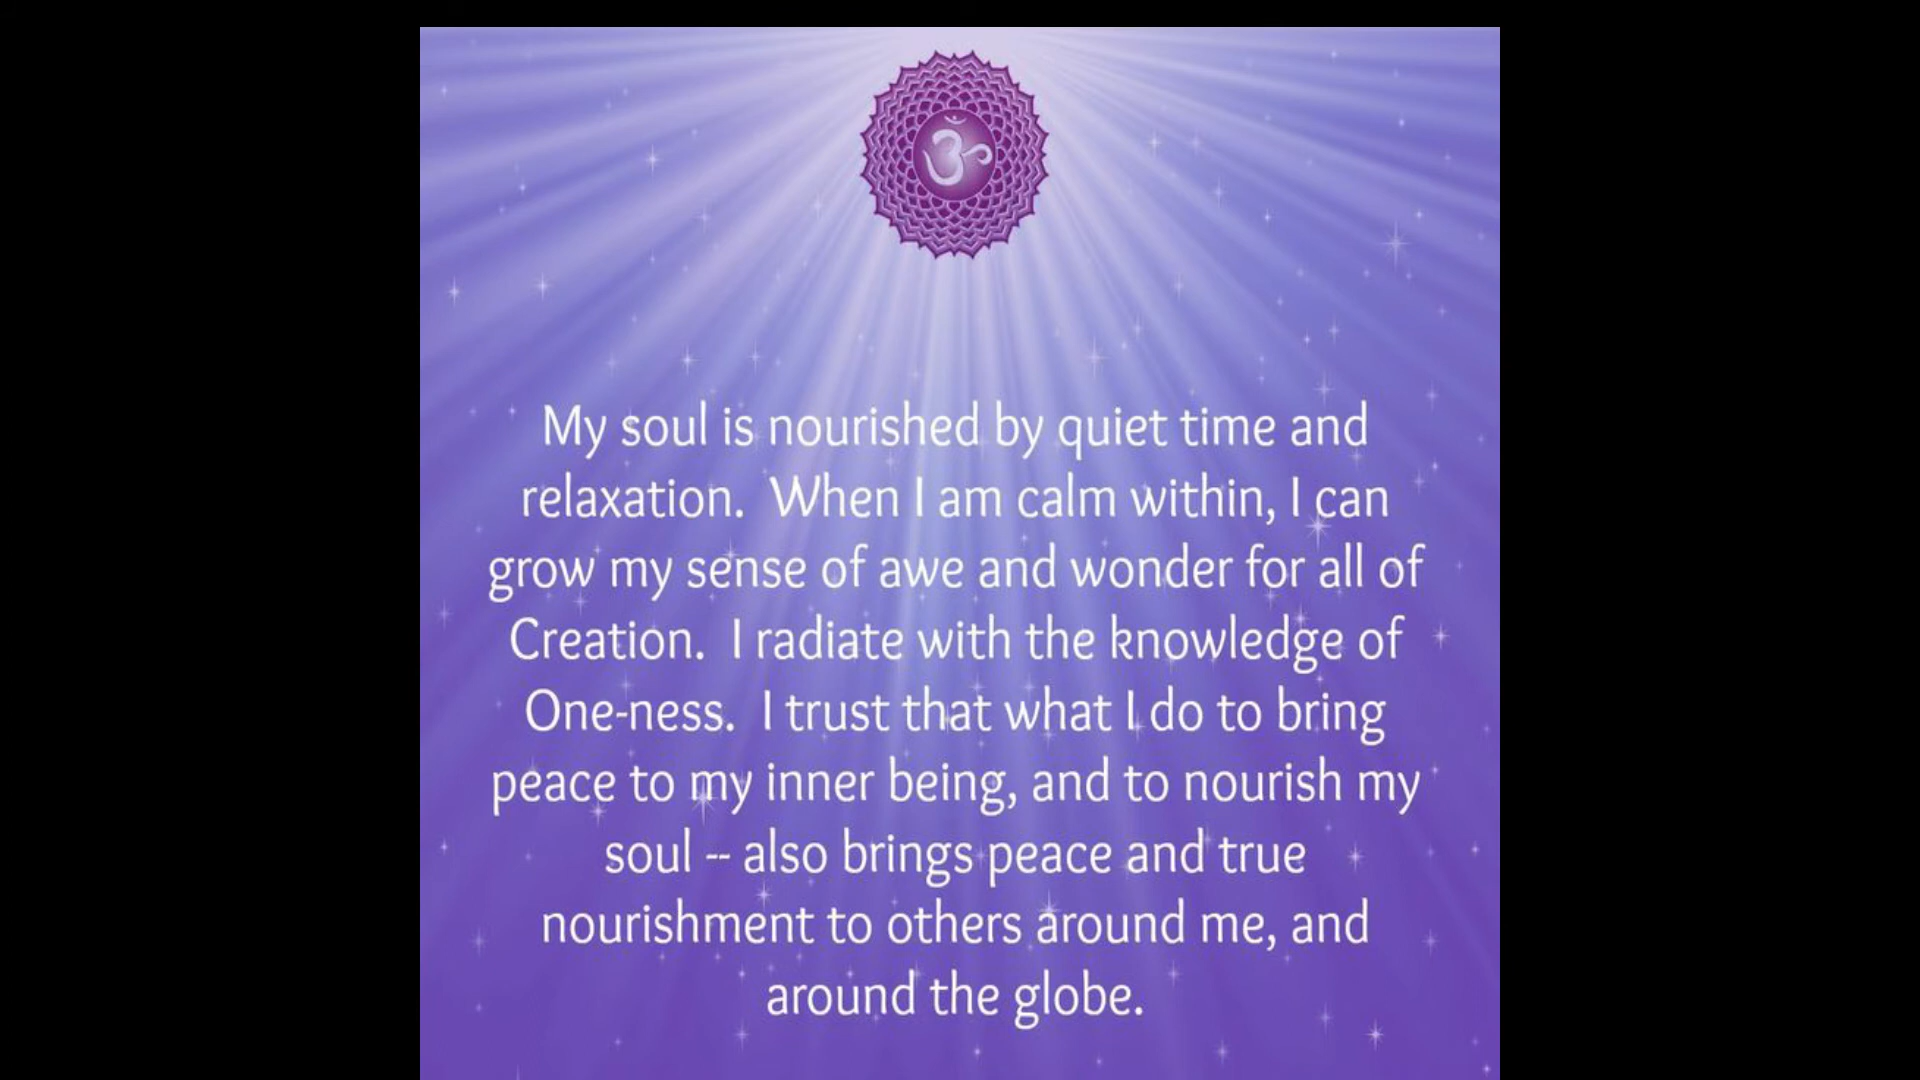 ॐ
My soul is nourished by quiet time and
relaxation.  When I am calm within, I can
grow my sense of awe and wonder for all of
Creation.  I radiate with the knowledge of
One-ness.  I trust that what I do to bring
peace to my inner being, and to nourish my
soul -- also brings peace and true
nourishment to others around me, and
around the globe.